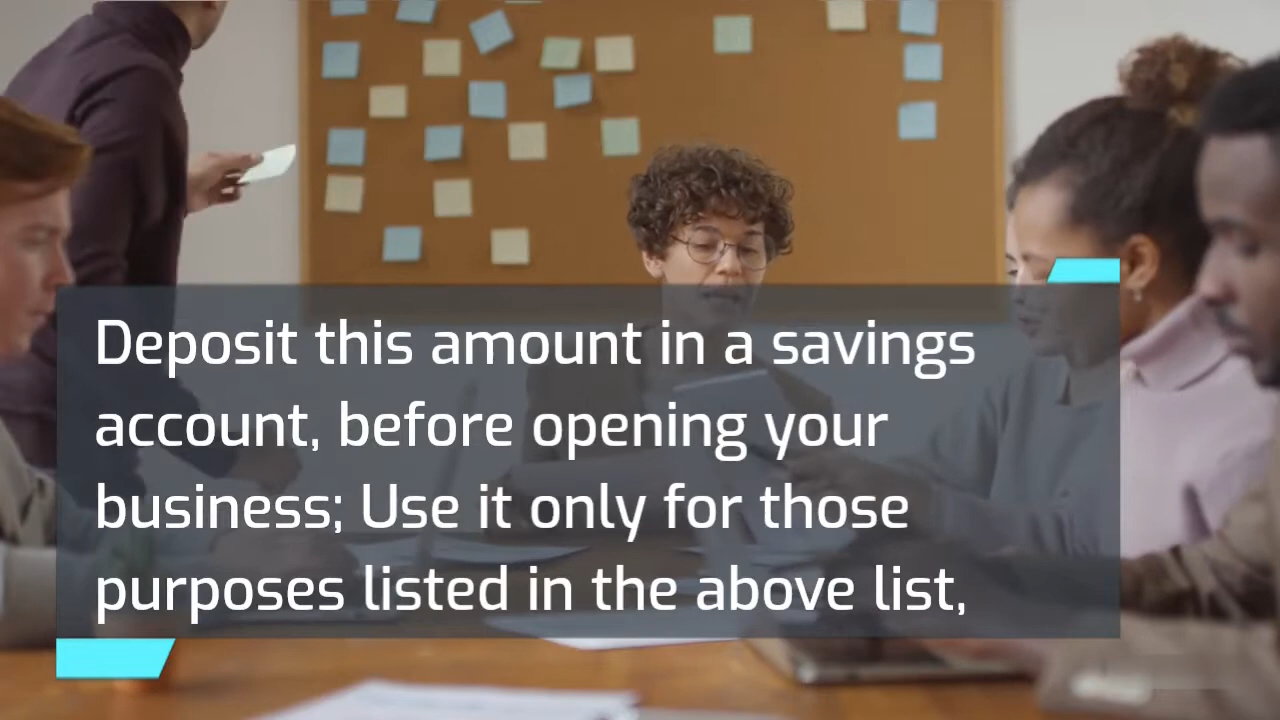 Deposit this amount in a savings
account, before opening your
business; Use it only for those
purposes listed in the above list,